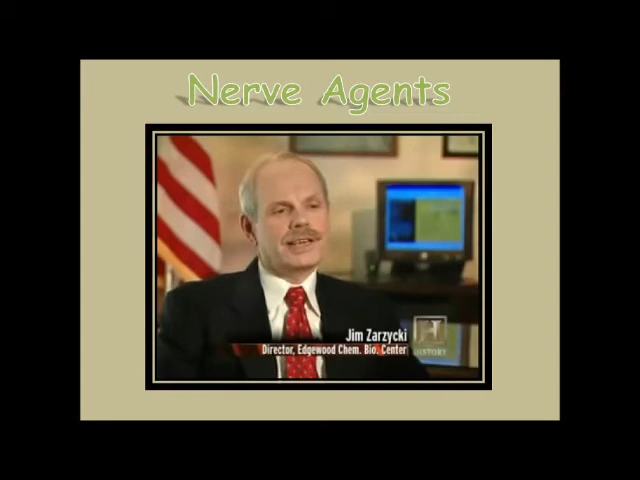 Nerve Agents
Jim Zarzycki
Director, Edgewood Chem. Bio. Center
H
HISTORY